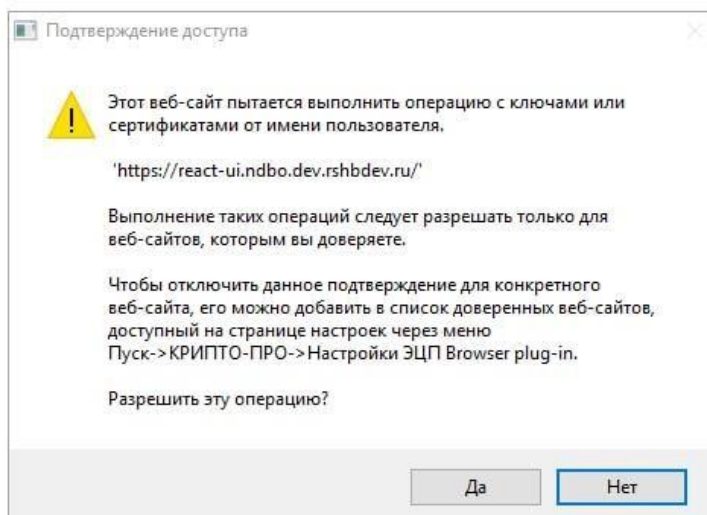 Подтверждение доступа
Этот веб-сайт пытается выполнить операцию с ключами или
сертификатами от имени пользователя.
'https://react-ui.ndbo.dev.rshbdev.ru/'
Выполнение таких операций следует разрешать только для
веб-сайтов, которым вы доверяете.
Чтобы отключить данное подтверждение для конкретного
веб-сайта, его можно добавить в список доверенных веб-сайтов,
доступный на странице настроек через меню
Пуск->КРИПТО-ПРО->Настройки ЭЦП Browser plug-in.
Разрешить эту операцию?
Да
Нет